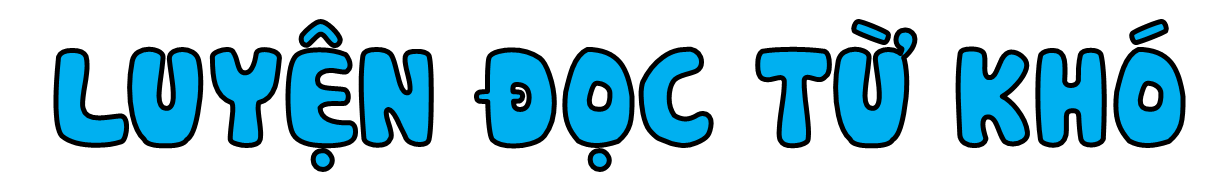 LUYỆN ĐỌC TỪ KHÓ